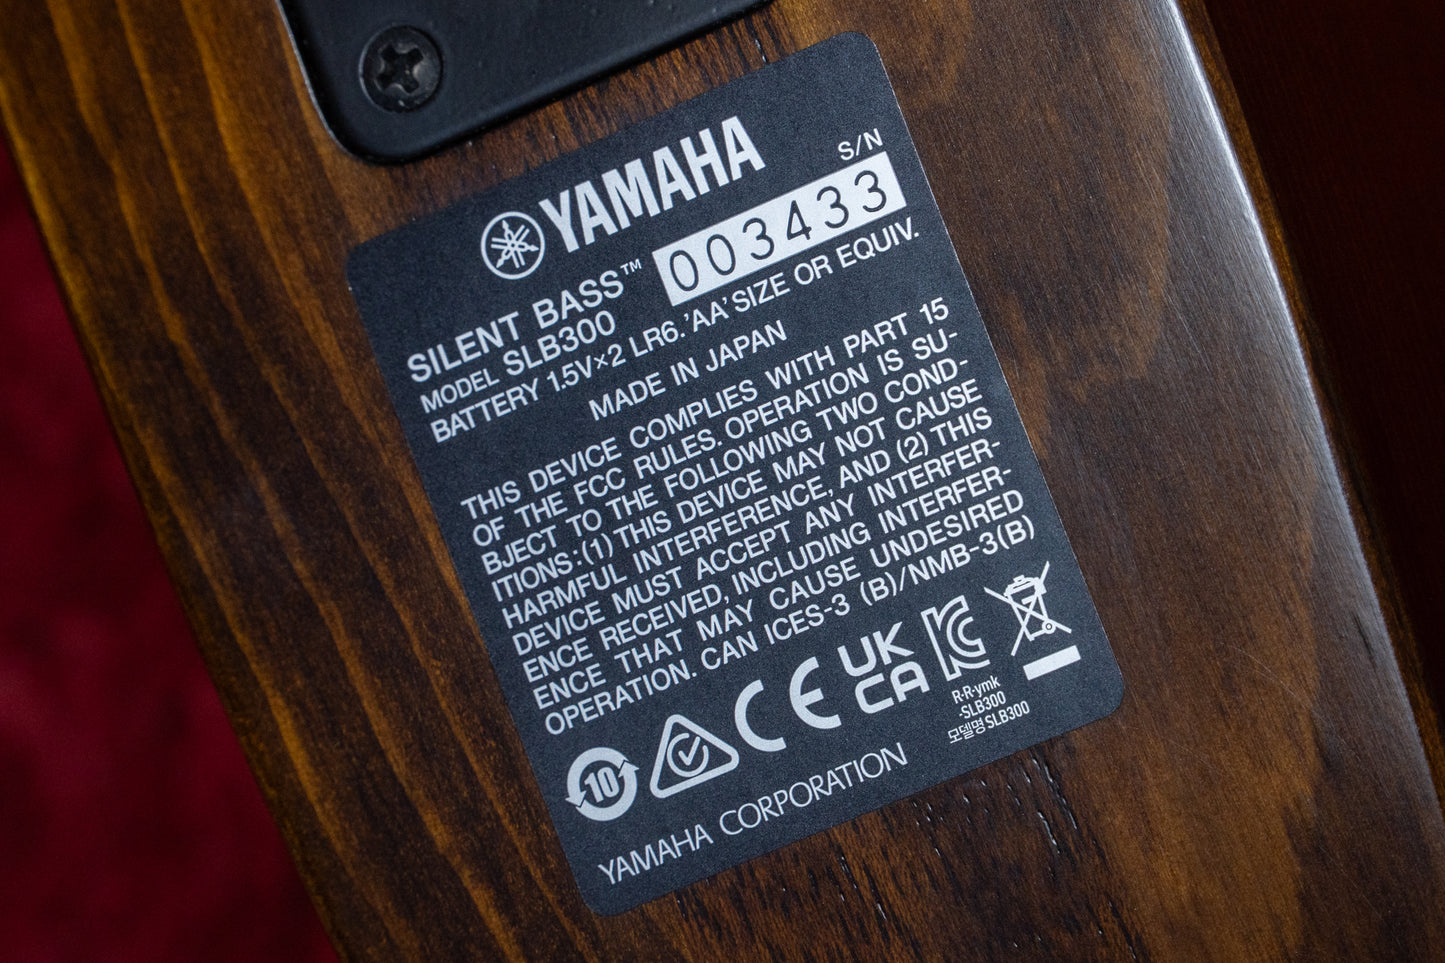 YAMAHA
S/N
SILENT BASS™ 003433
MODEL SLB300
BATTERY 1.5V×2 LR6.'AA' SIZE OR EQUIV.
MADE IN JAPAN
THIS DEVICE COMPLIES WITH PART 15
OF THE FCC RULES. OPERATION IS SU-
BJECT TO THE FOLLOWING TWO COND-
ITIONS:(1) THIS DEVICE MAY NOT CAUSE
HARMFUL INTERFERENCE, AND (2) THIS
DEVICE MUST ACCEPT ANY INTERFER-
ENCE RECEIVED, INCLUDING INTERFER-
ENCE THAT MAY CAUSE UNDESIRED
OPERATION. CAN ICES-3 (B)/NMB-3(B)
10 CE UK CA KC
R-R-ymk
-SLB300
모델명 SLB300
YAMAHA CORPORATION